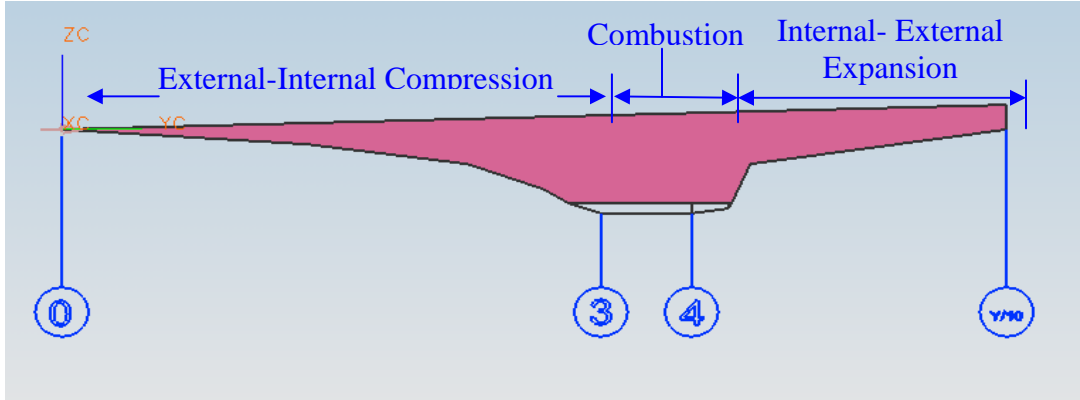 ZC
Combustion
Internal- External
Expansion
External-Internal Compression
XC
YC
0
3
4
Y/10